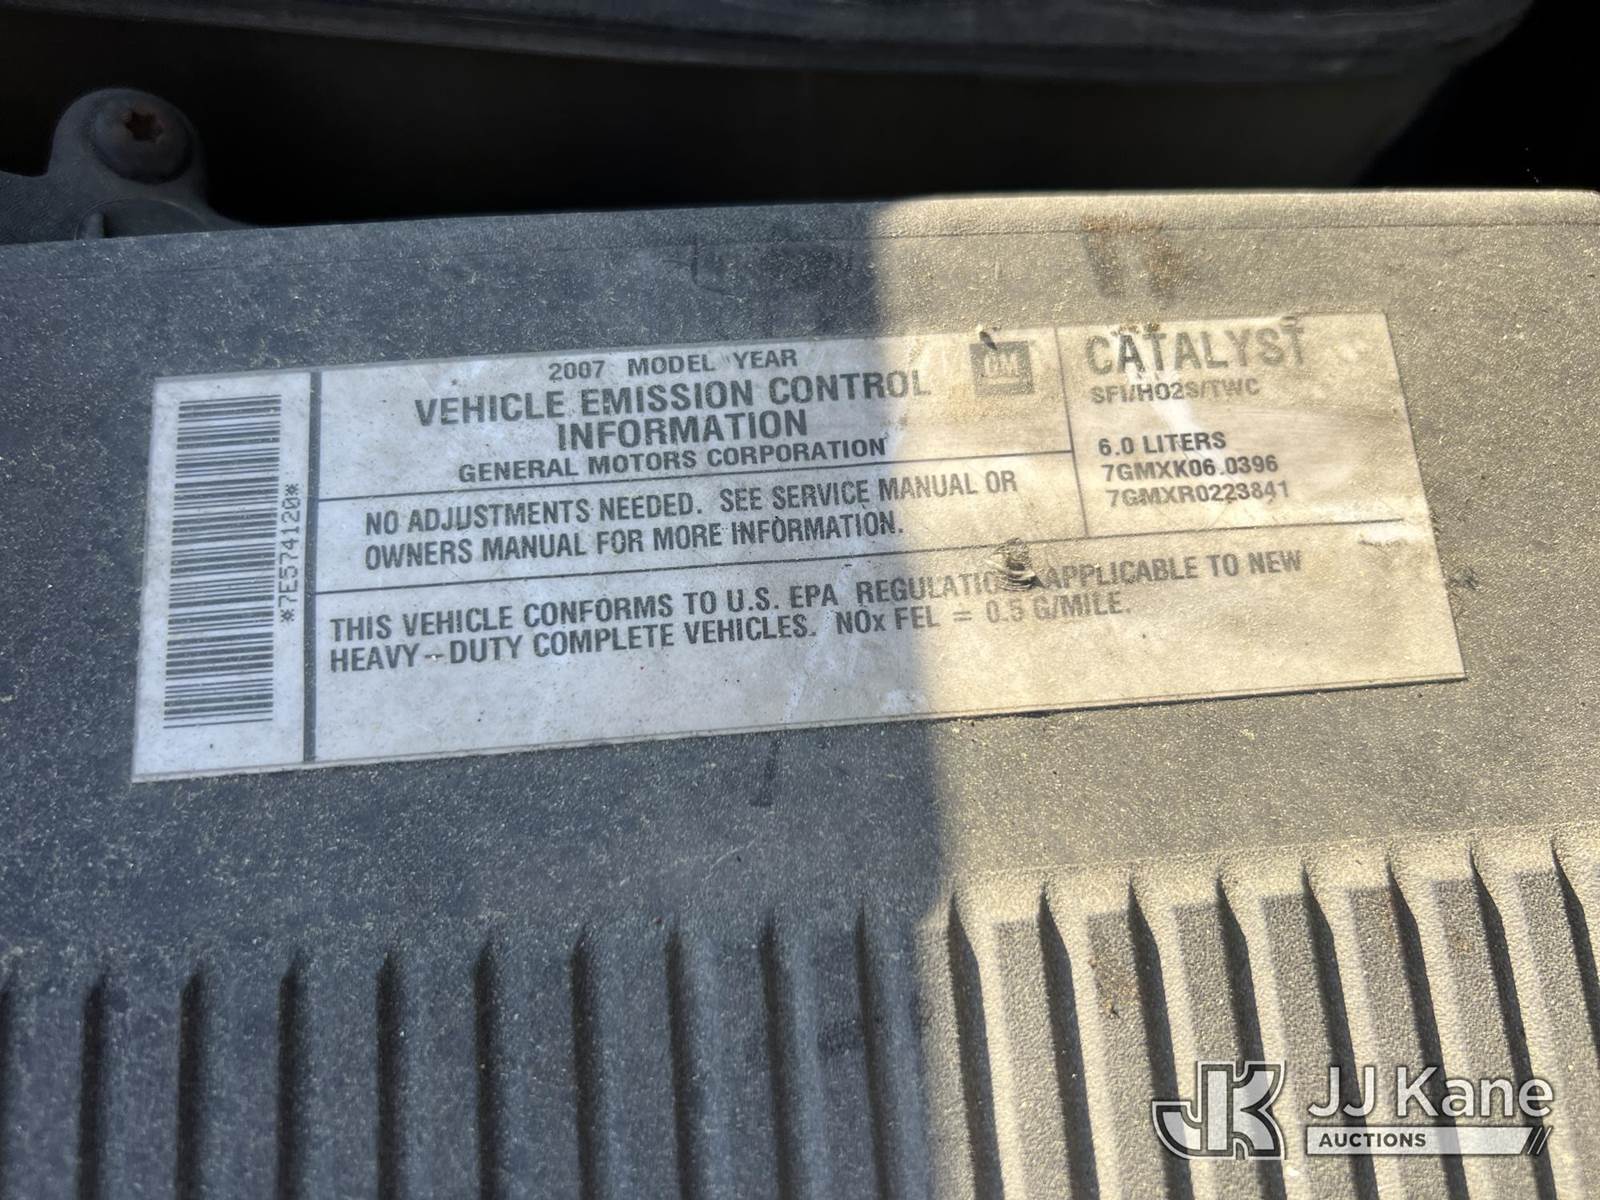 *7E574120*
2007 MODEL YEAR
VEHICLE EMISSION CONTROL
INFORMATION
GENERAL MOTORS CORPORATION
GM
NO ADJUSTMENTS NEEDED. SEE SERVICE MANUAL OR
OWNERS MANUAL FOR MORE INFORMATION.
CATALYST
SFI/HO2S/TWC
6.0 LITERS
7GMXK06.0396
7GMXR0223841
THIS VEHICLE CONFORMS TO U.S. EPA REGULATIO APPLICABLE TO NEW
HEAVY-DUTY COMPLETE VEHICLES. NOx FEL = 0.5 G/MILE.
JK JJ Kane
AUCTIONS